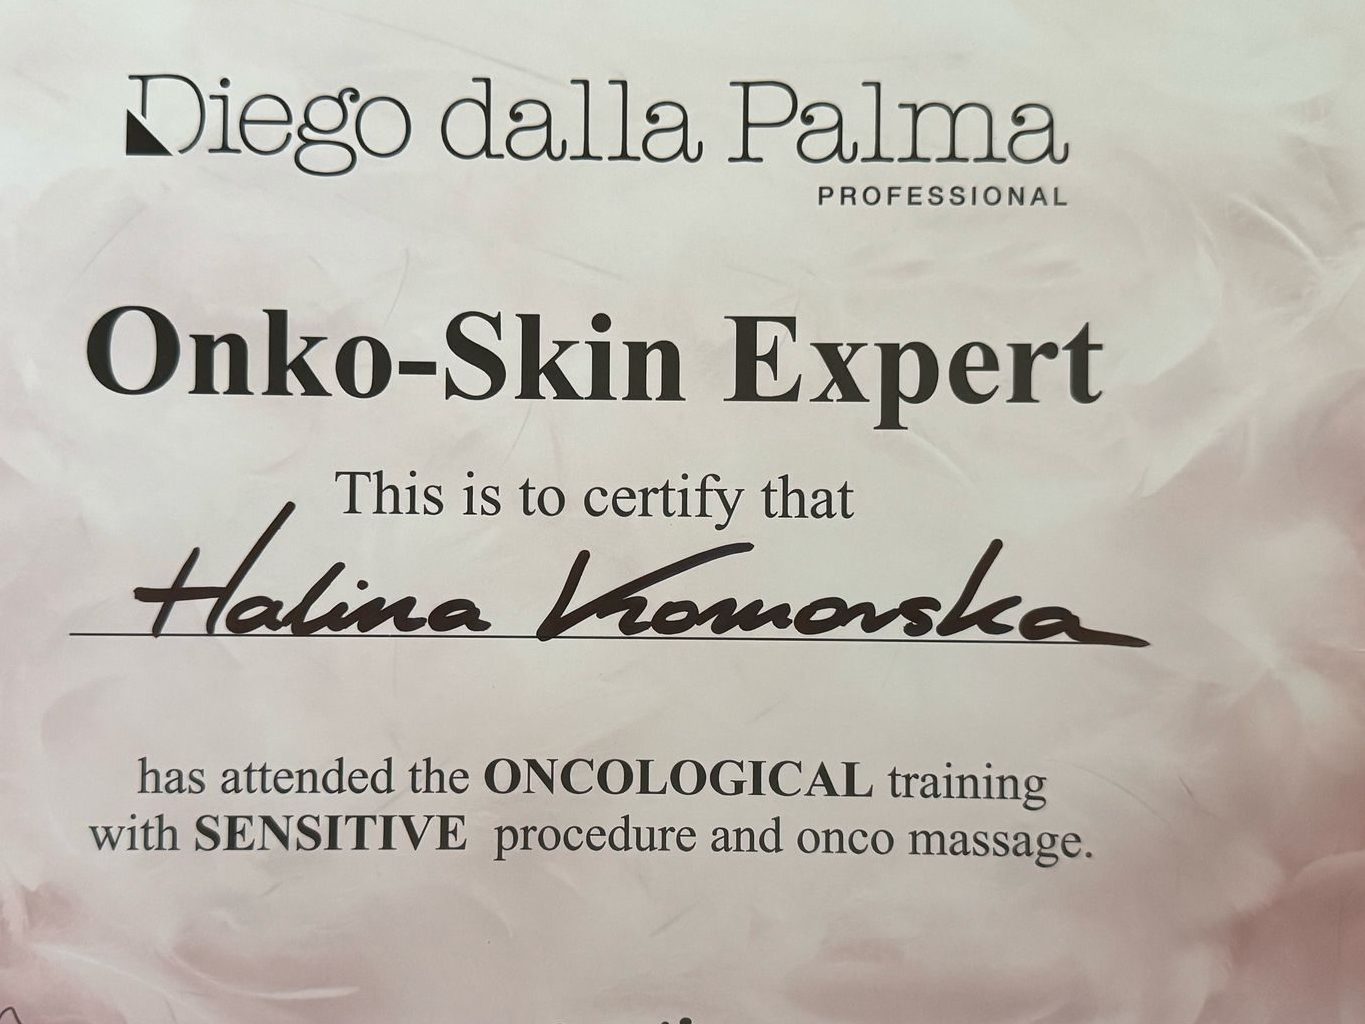 Diego dalla Palma
PROFESSIONAL
Onko-Skin Expert
This is to certify that
Halina Komorska
has attended the ONCOLOGICAL training
with SENSITIVE procedure and onco massage.